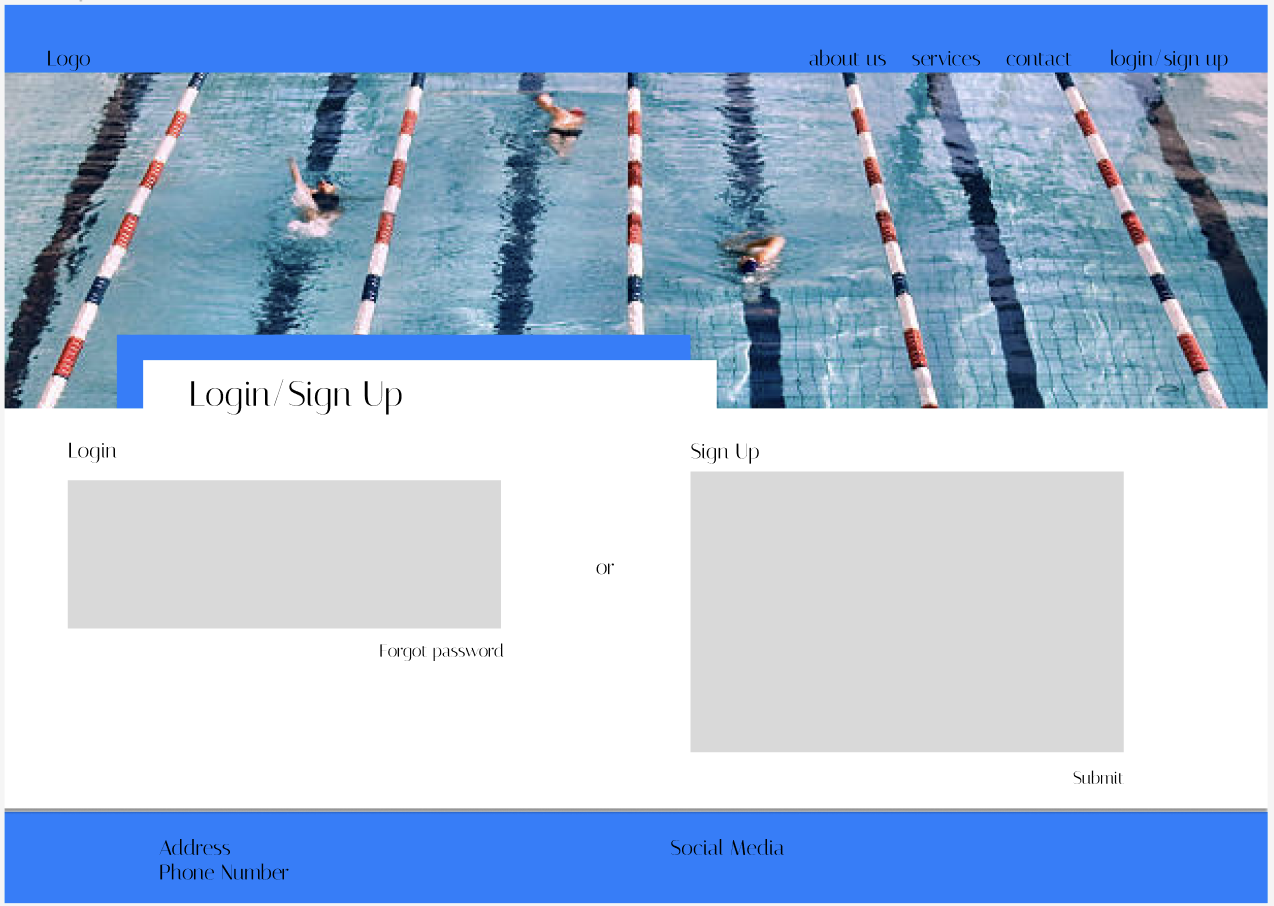 Logo
about us services contact login/sign up
Login/Sign Up
Login
Sign Up
or
Forgot password
Submit
Address
Social Media
Phone Number